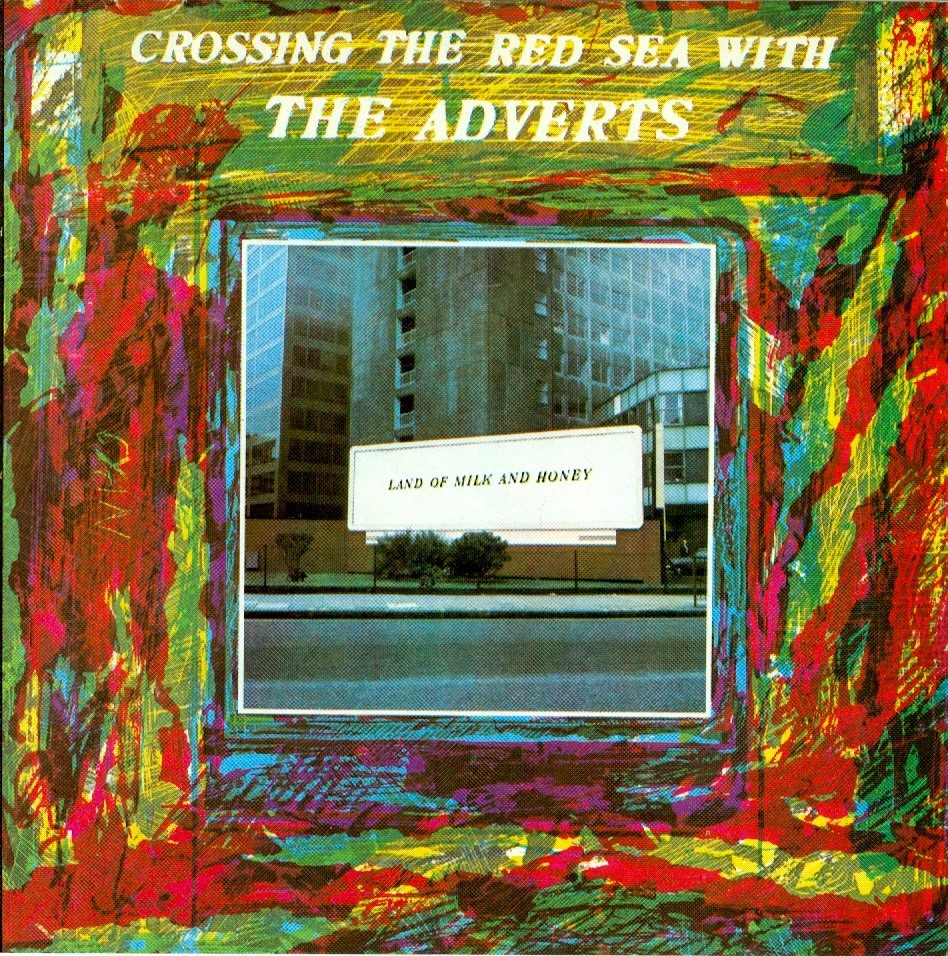 CROSSING THE RED SEA WITH
THE ADVERTS
LAND OF MILK AND HONEY